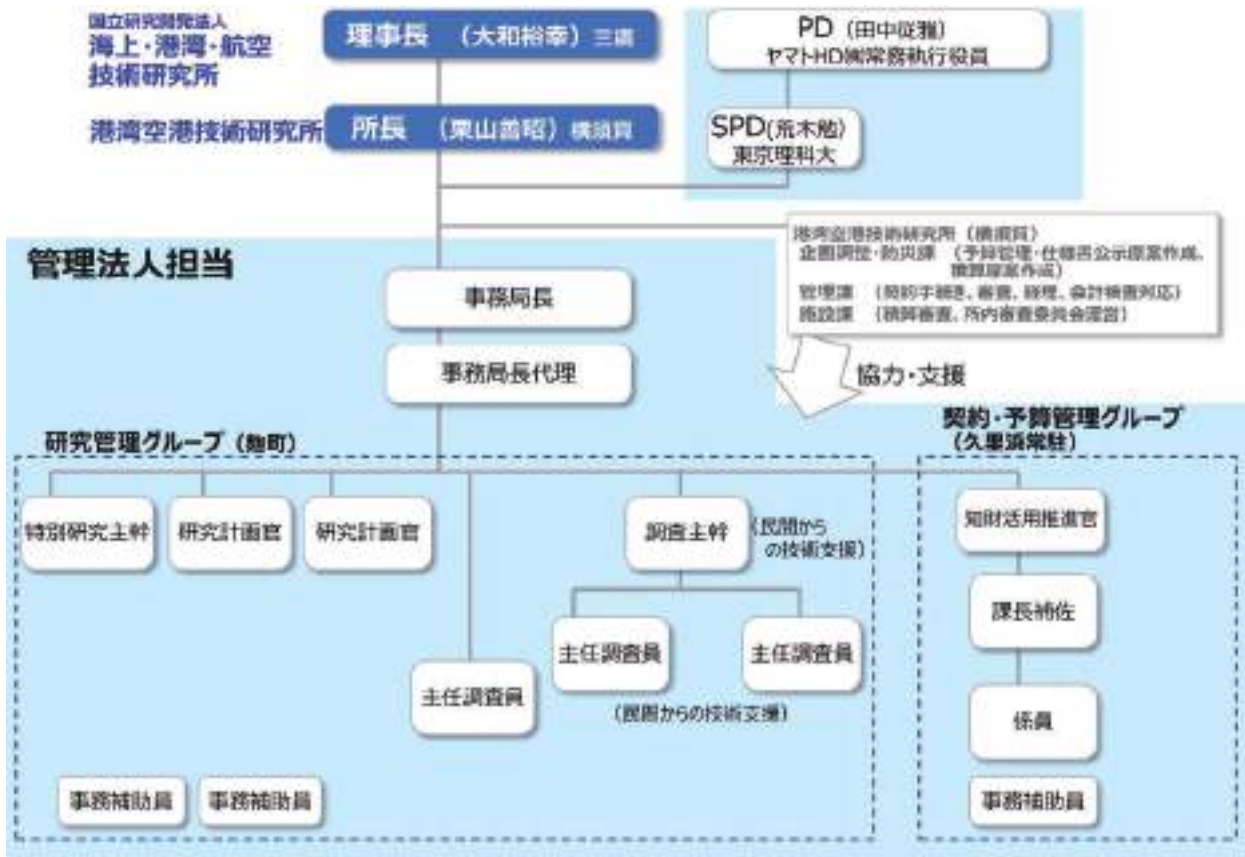 国立研究開発法人
海上・港湾・航空
技術研究所
理事長 (大和裕幸) 三鷹
港湾空港技術研究所
所長 (栗山善昭) 横須賀
PD (田中従雅)
ヤマトHD㈱常務執行役員
SPD(荒木勉)
東京理科大
港湾空港技術研究所 (横須賀)
企画調整・防災課 (予算管理・仕様書公示原案作成、
積算原案作成)
管理課 (契約手続き、審査、経理、会計検査対応)
施設課 (積算審査、所内審査委員会運営)
協力・支援
管理法人担当
事務局長
事務局長代理
研究管理グループ (麹町)
特別研究主幹
研究計画官
研究計画官
調査主幹
(民間から
の技術支援)
主任調査員
主任調査員
主任調査員
(民間からの技術支援)
事務補助員
事務補助員
契約・予算管理グループ
(久里浜常駐)
知財活用推進官
課長補佐
係員
事務補助員